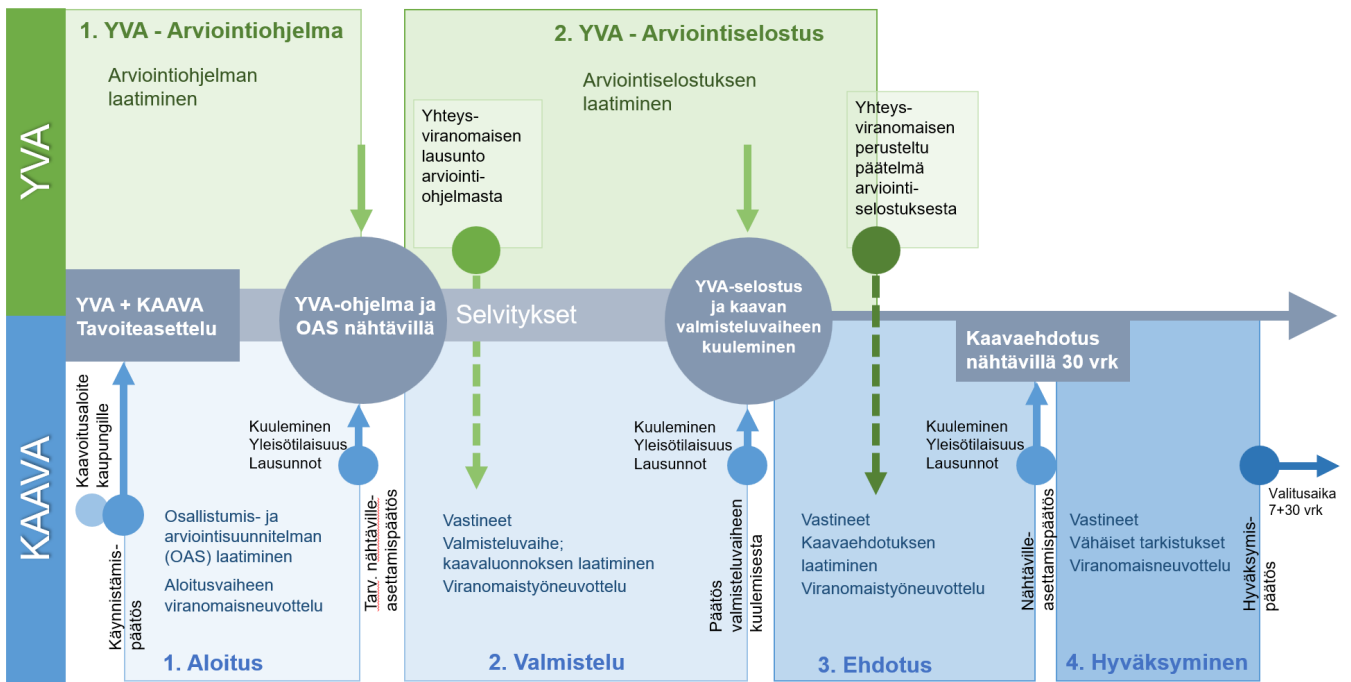 YVA
1. YVA - Arviointiohjelma
Arviointiohjelman
laatiminen
2. YVA - Arviointiselostus
Arviointiselostuksen
laatiminen
Yhteys-
viranomaisen
lausunto
arviointi-
ohjelmasta
Yhteys-
viranomaisen
perusteltu
päätelmä
arviointi-
selostuksesta
YVA + KAAVA
Tavoiteasettelu
YVA-ohjelma ja
OAS nähtävillä
Selvitykset
YVA-selostus
ja kaavan
valmisteluvaiheen
kuuleminen
Kaavaehdotus
nähtävillä 30 vrk
KAAVA
Kaavoitusaloite
kaupungille
Käynnistämis-
päätös
Osallistumis- ja
arviointisuunnitelman
(OAS) laatiminen
Aloitusvaiheen
viranomaisneuvottelu
1. Aloitus
Kuuleminen
Yleisötilaisuus
Lausunnot
Tarv. nähtäville-
asettamispäätös
Vastineet
Valmisteluvaihe;
kaavaluonnoksen laatiminen
Viranomaistyöneuvottelu
2. Valmistelu
Kuuleminen
Yleisötilaisuus
Lausunnot
Päätös
valmisteluvaiheen
kuulemisesta
Vastineet
Kaavaehdotuksen
laatiminen
Viranomaistyöneuvottelu
3. Ehdotus
Kuuleminen
Yleisötilaisuus
Lausunnot
Nähtäville-
asettamispäätös
Vastineet
Vähäiset tarkistukset
Viranomaisneuvottelu
4. Hyväksyminen
Hyväksymis-
päätös
Valitusaika
7+30 vrk